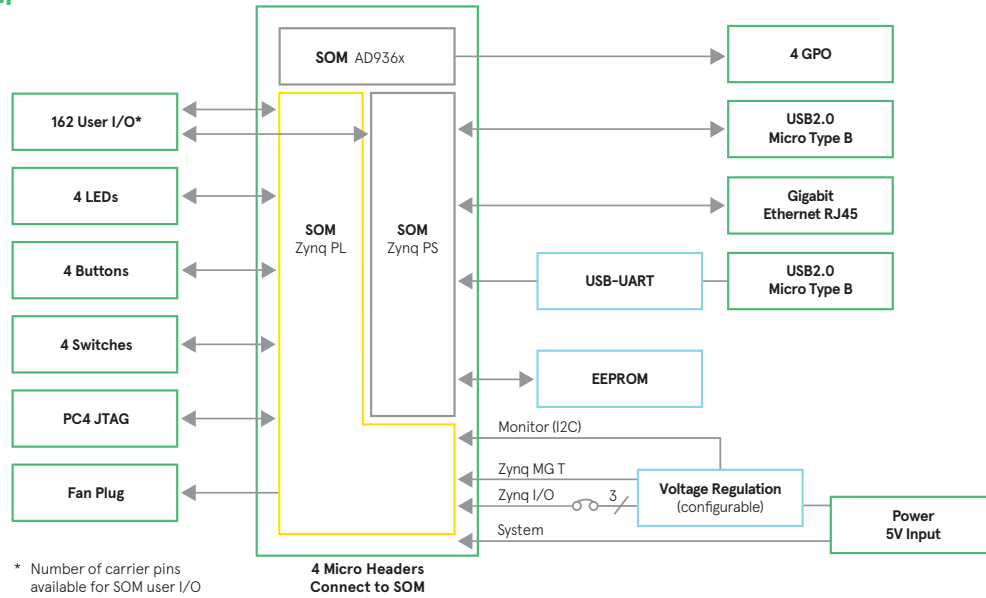 SOM AD936x
4 GPO
162 User I/O*
USB2.0
Micro Type B
4 LEDs
Gigabit
Ethernet RJ45
SOM
Zynq PL
SOM
Zynq PS
4 Buttons
USB-UART
USB2.0
Micro Type B
4 Switches
EEPROM
PC4 JTAG
Monitor (I2C)
Zynq MG T
Fan Plug
Zynq I/O
3
Voltage Regulation
(configurable)
System
Power
5V Input
* Number of carrier pins
available for SOM user I/O
4 Micro Headers
Connect to SOM